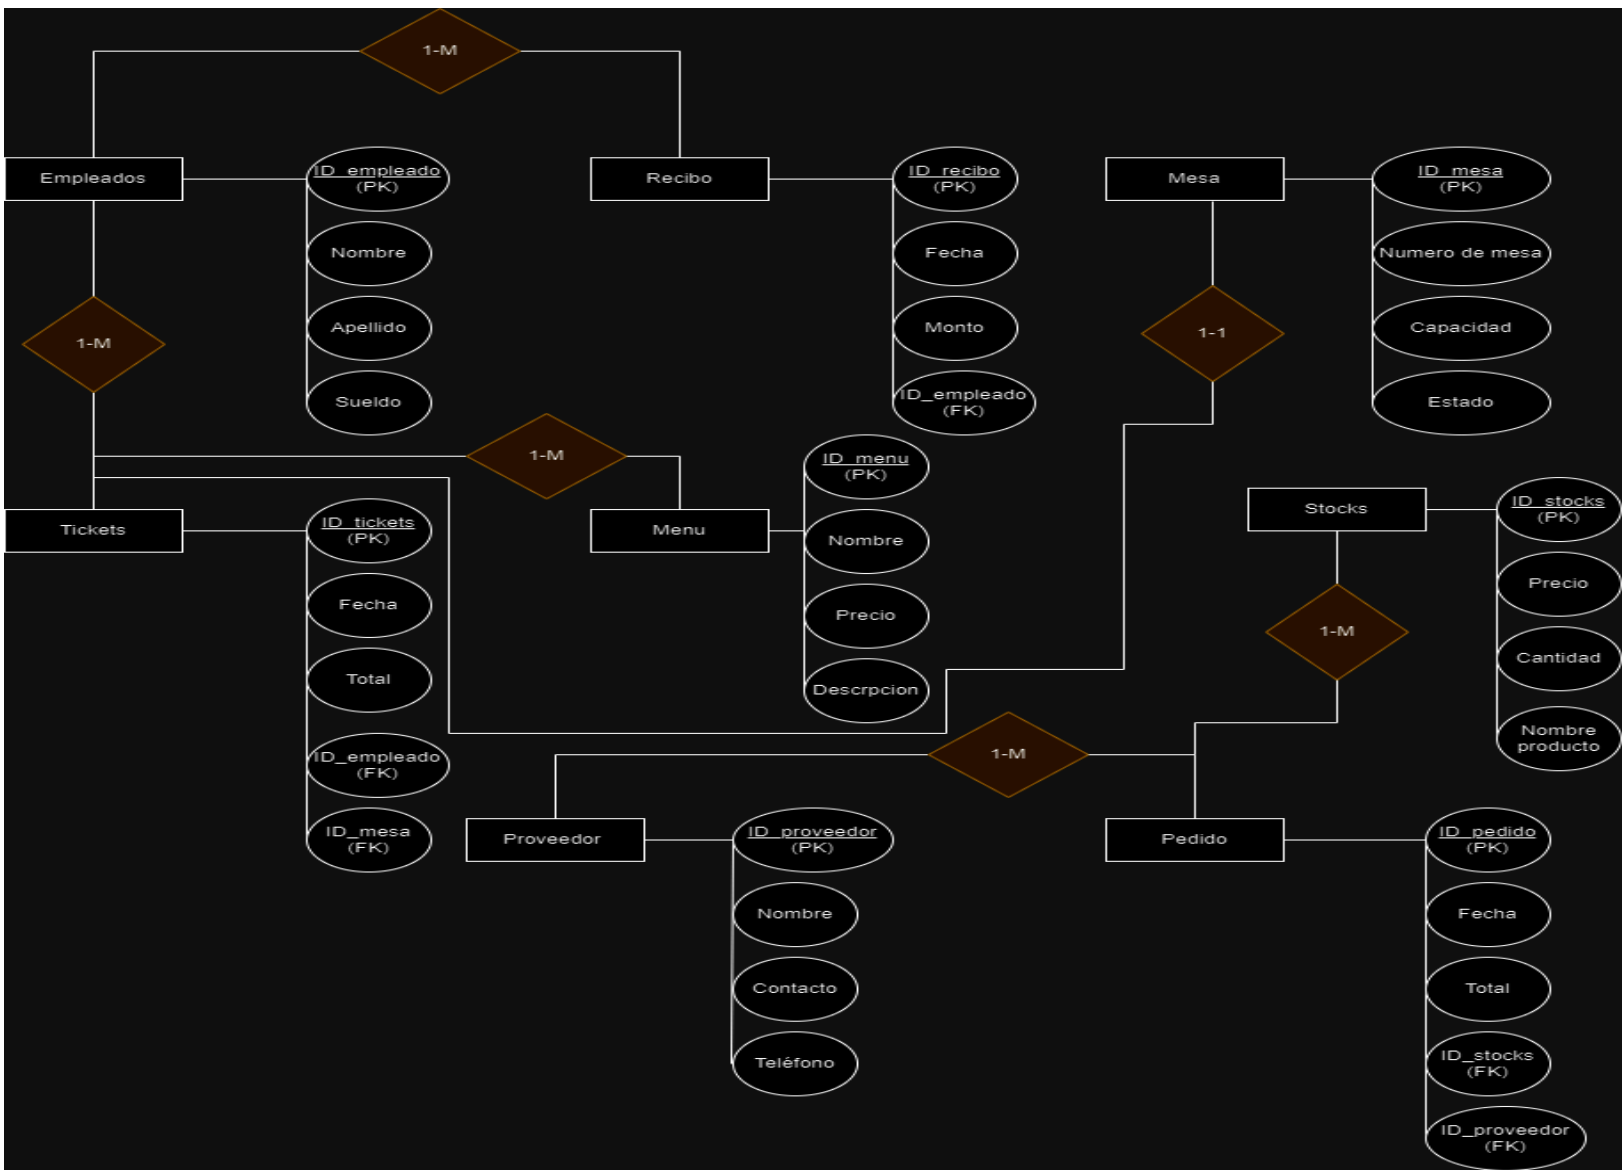 1-M
Empleados
ID_empleado
(PK)
Nombre
Apellido
Sueldo
Recibo
ID_recibo
(PK)
Fecha
Monto
ID_empleado
(FK)
Mesa
ID_mesa
(PK)
Numero de mesa
Capacidad
Estado
1-M
1-1
1-M
Tickets
ID_tickets
(PK)
Fecha
Total
ID_empleado
(FK)
ID_mesa
(FK)
Menu
ID_menu
(PK)
Nombre
Precio
Descrpcion
Stocks
ID_stocks
(PK)
Precio
Cantidad
Nombre
producto
1-M
1-M
Proveedor
ID_proveedor
(PK)
Nombre
Contacto
Teléfono
Pedido
ID_pedido
(PK)
Fecha
Total
ID_stocks
(FK)
ID_proveedor
(FK)